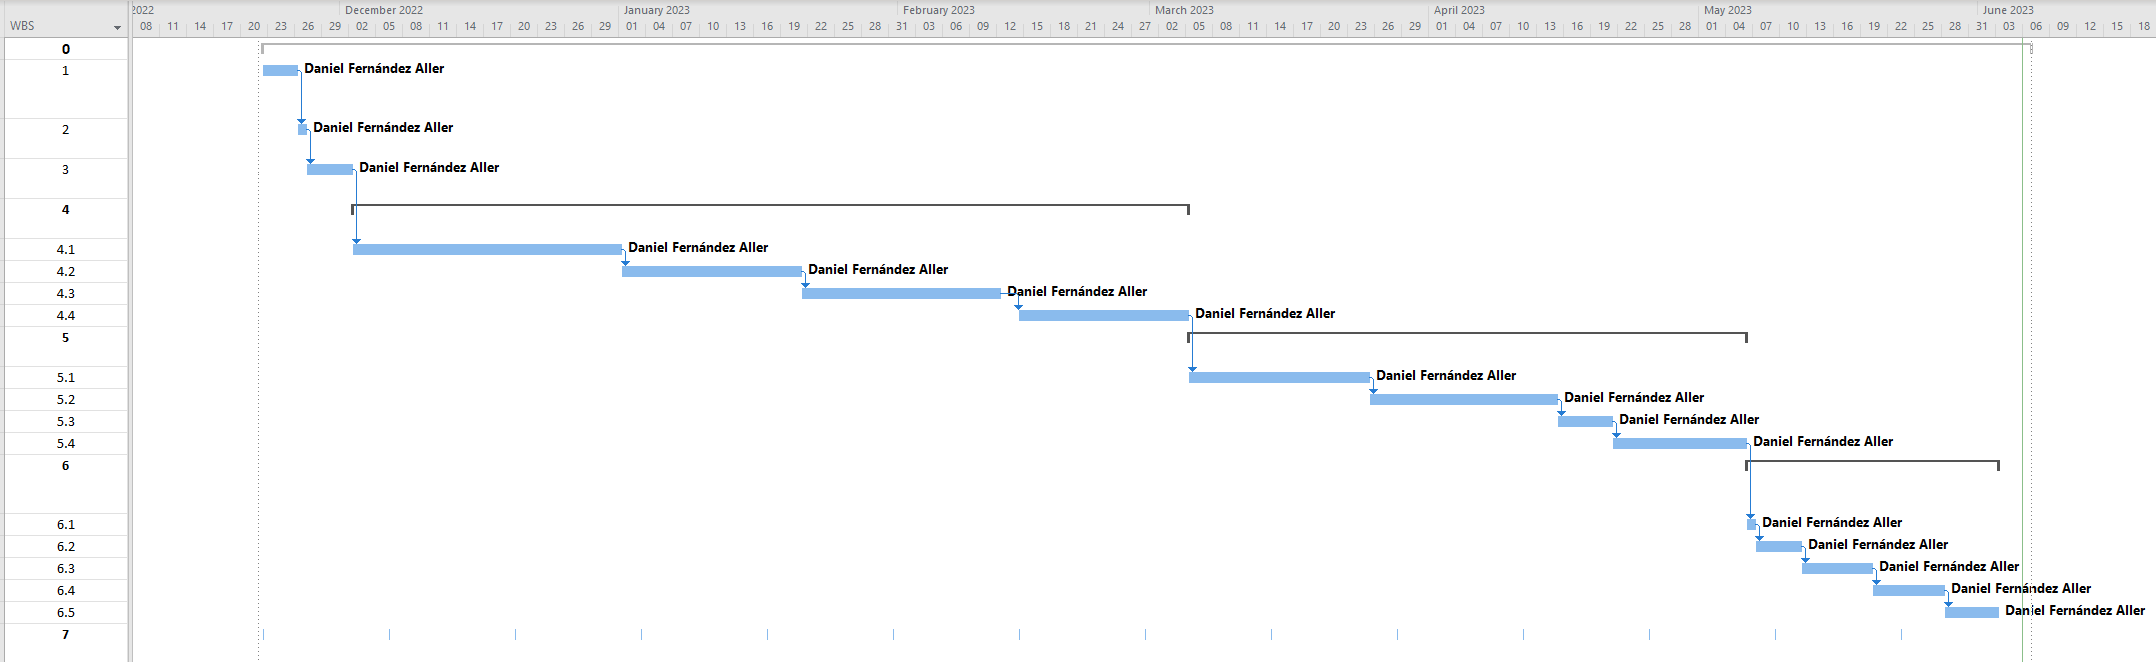 2022 December 2022 January 2023 February 2023 March 2023 April 2023 May 2023 June 2023
WBS 08 11 14 17 20 23 26 29 02 05 08 11 14 17 20 23 26 29 01 04 07 10 13 16 19 22 25 28 31 03 06 09 12 15 18 21 24 27 02 05 08 11 14 17 20 23 26 29 01 04 07 10 13 16 19 22 25 28 01 04 07 10 13 16 19 22 25 28 31 03 06 09 12 15 18
0
1 Daniel Fernández Aller
2 Daniel Fernández Aller
3 Daniel Fernández Aller
4
4.1 Daniel Fernández Aller
4.2 Daniel Fernández Aller
4.3 Daniel Fernández Aller
4.4 Daniel Fernández Aller
5
5.1 Daniel Fernández Aller
5.2 Daniel Fernández Aller
5.3 Daniel Fernández Aller
5.4 Daniel Fernández Aller
6
6.1 Daniel Fernández Aller
6.2 Daniel Fernández Aller
6.3 Daniel Fernández Aller
6.4 Daniel Fernández Aller
6.5 Daniel Fernández Aller
7